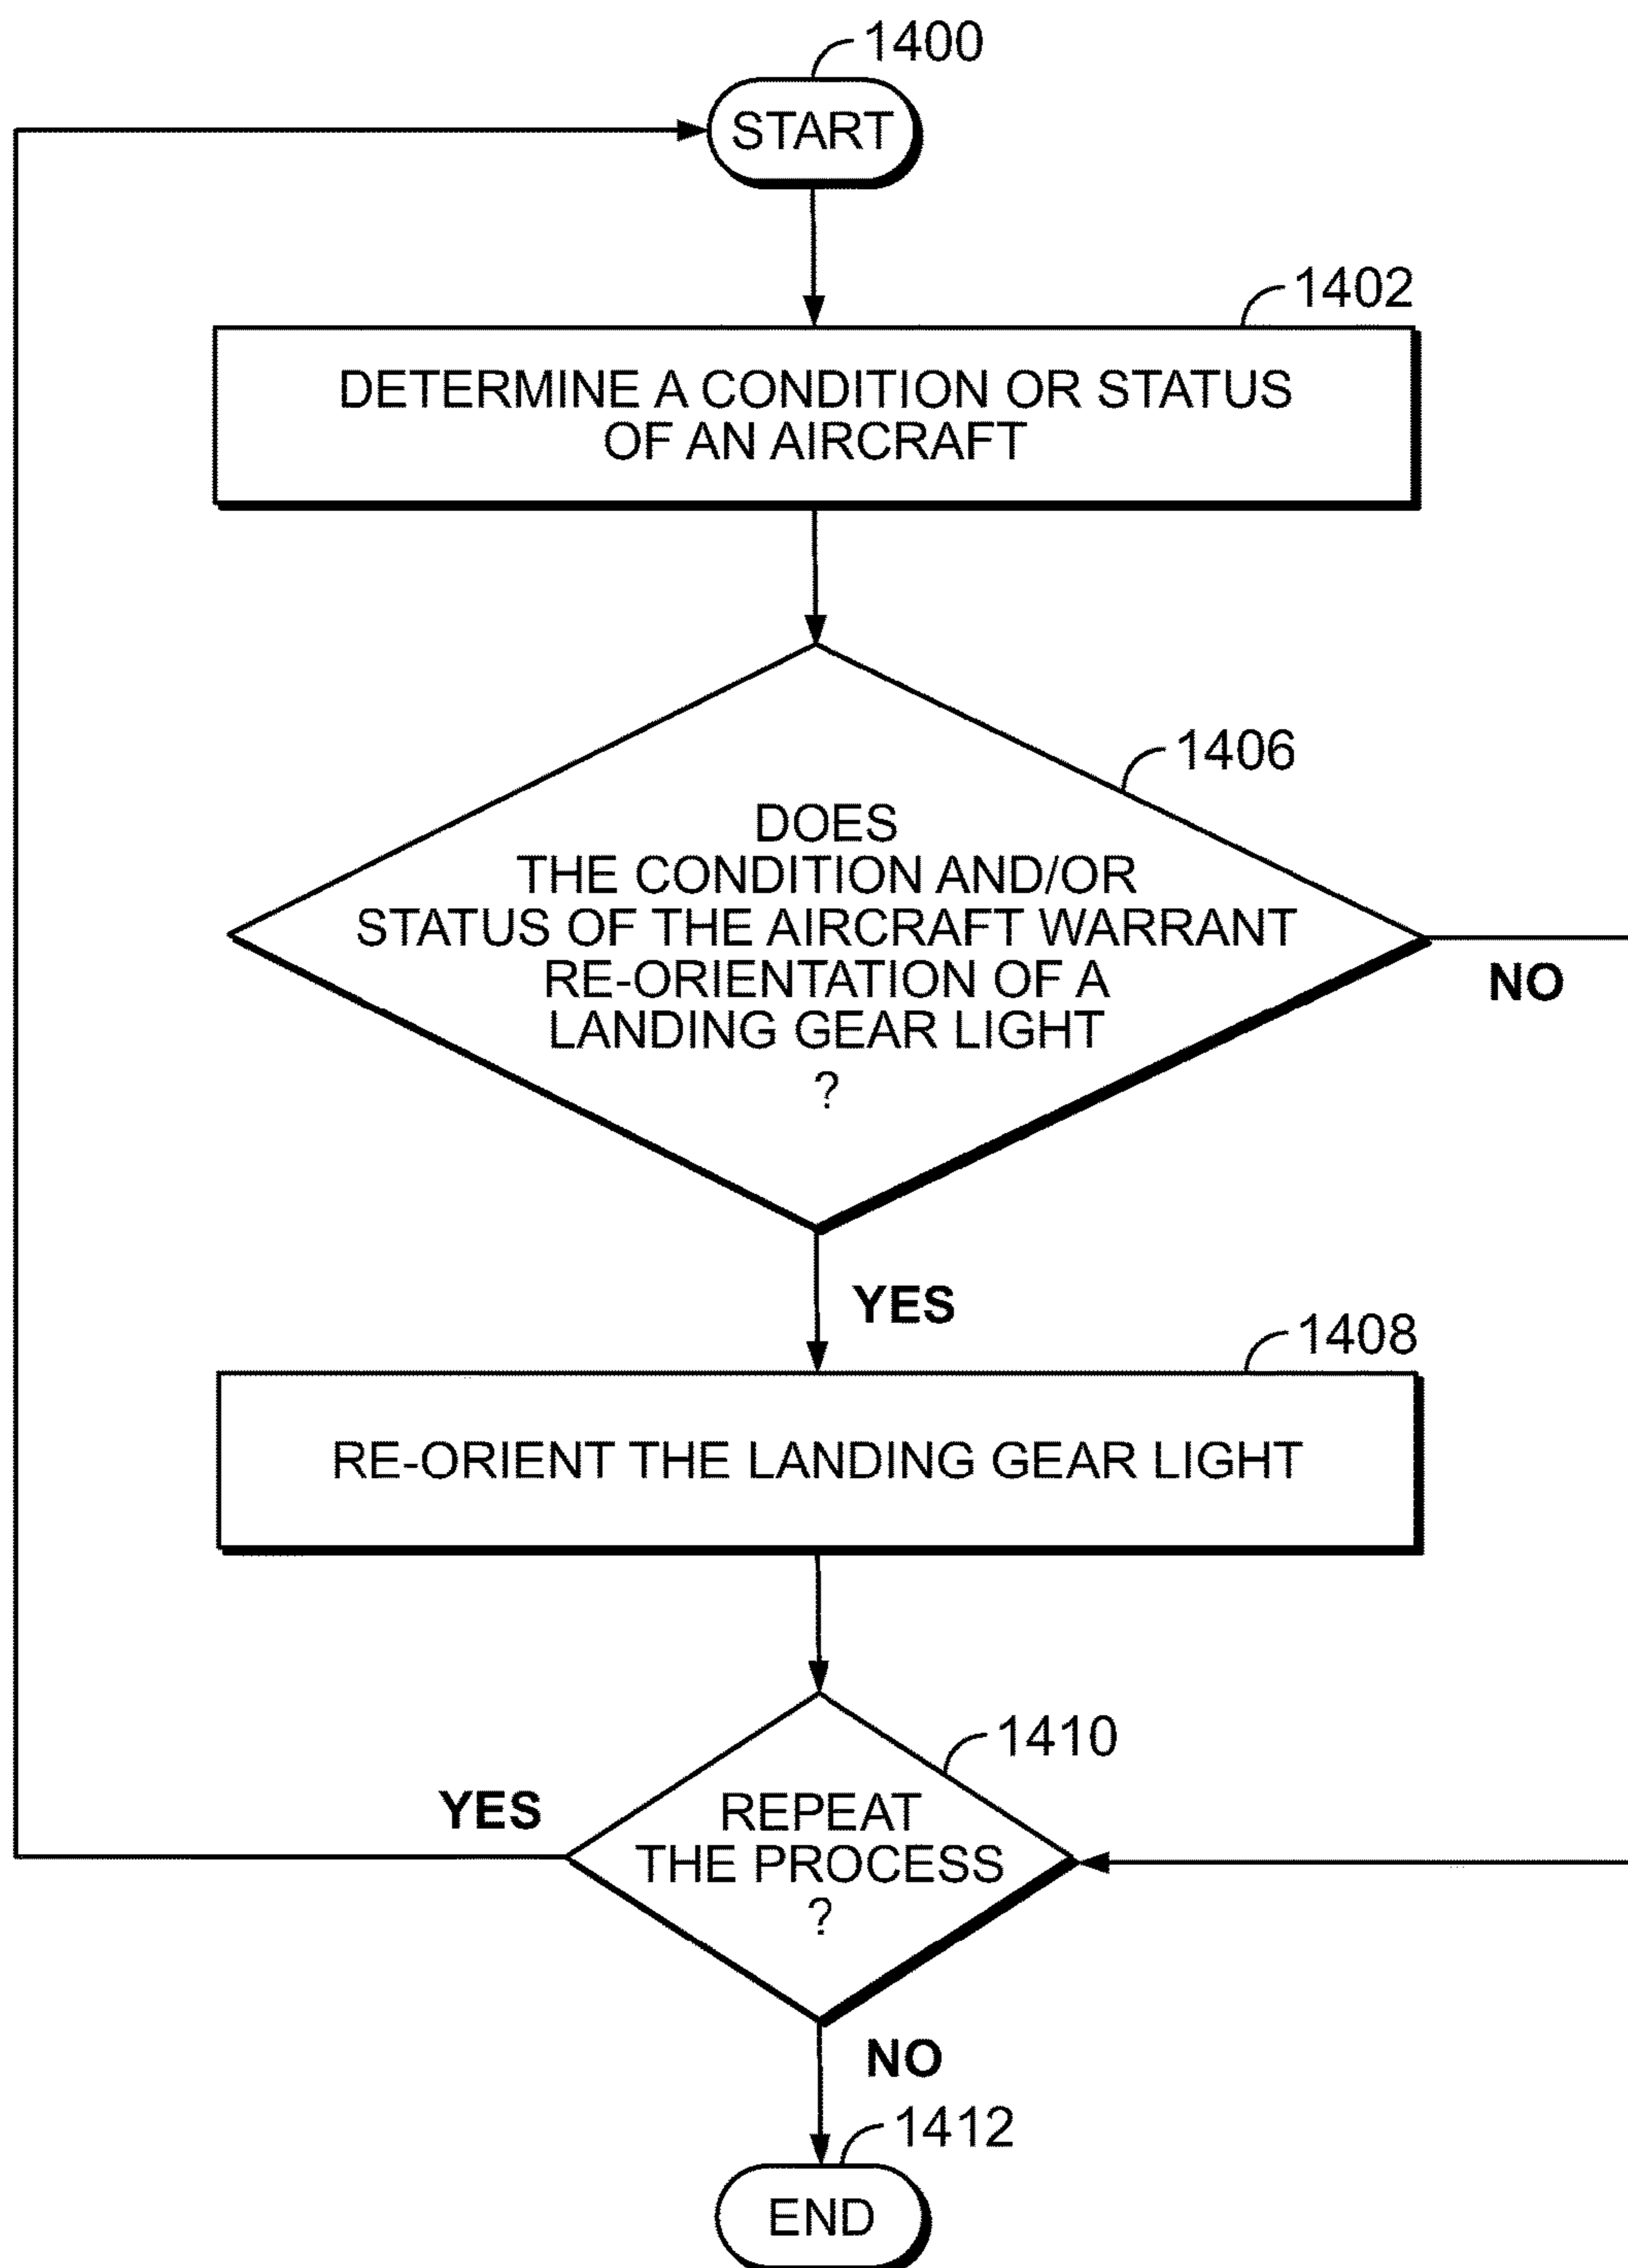 1400
START
1402
DETERMINE A CONDITION OR STATUS
OF AN AIRCRAFT
1406
DOES
THE CONDITION AND/OR
STATUS OF THE AIRCRAFT WARRANT
RE-ORIENTATION OF A
LANDING GEAR LIGHT
?
NO
YES
1408
RE-ORIENT THE LANDING GEAR LIGHT
1410
YES
REPEAT
THE PROCESS
?
NO
1412
END